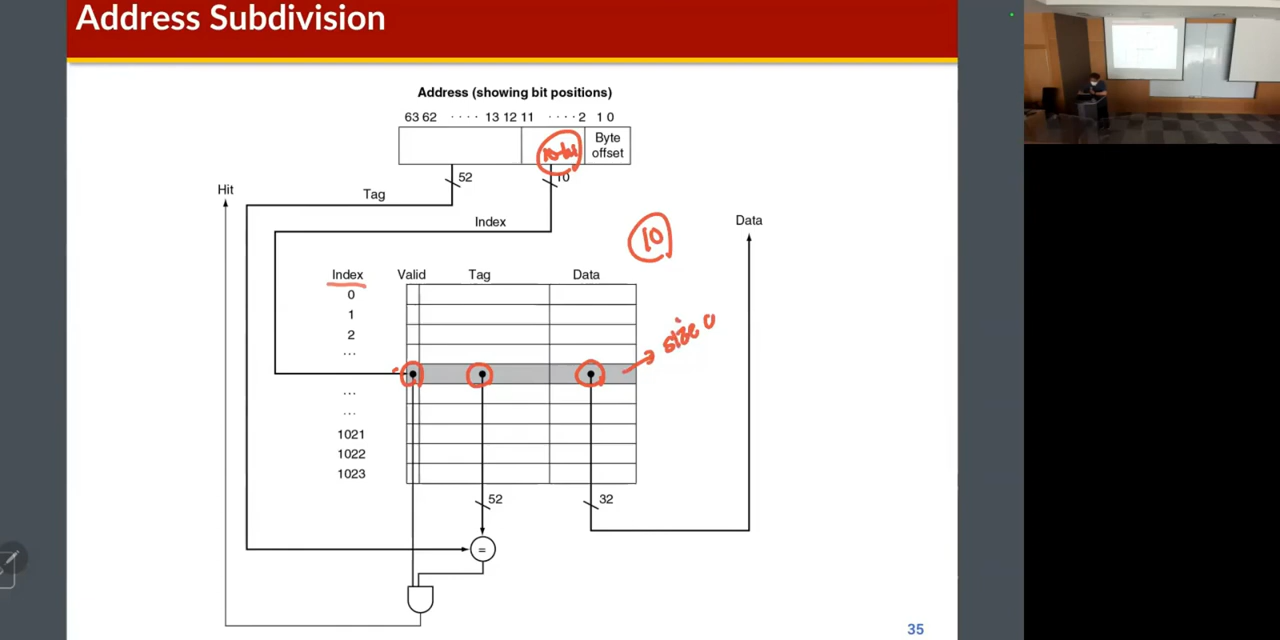 Address Subdivision
Address (showing bit positions)
63 62 · · · · 13 12 11 · · · · 2 1 0
Byte
offset
52
10
Hit
Tag
Index
10
Data
Index Valid Tag Data
0
1
2
...
size
...
...
1021
1022
1023
52 32
=
35